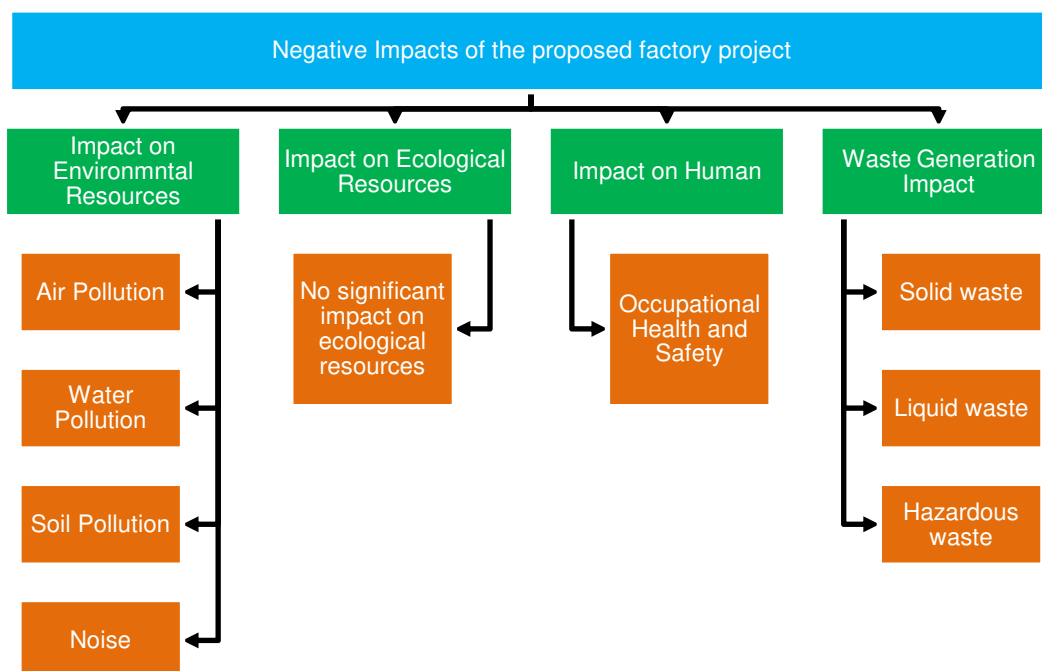 Negative Impacts of the proposed factory project
Impact on
Environmntal
Resources
Impact on Ecological
Resources
Impact on Human
Waste Generation
Impact
Air Pollution
Water
Pollution
Soil Pollution
Noise
No significant
impact on
ecological
resources
Occupational
Health and
Safety
Solid waste
Liquid waste
Hazardous
waste